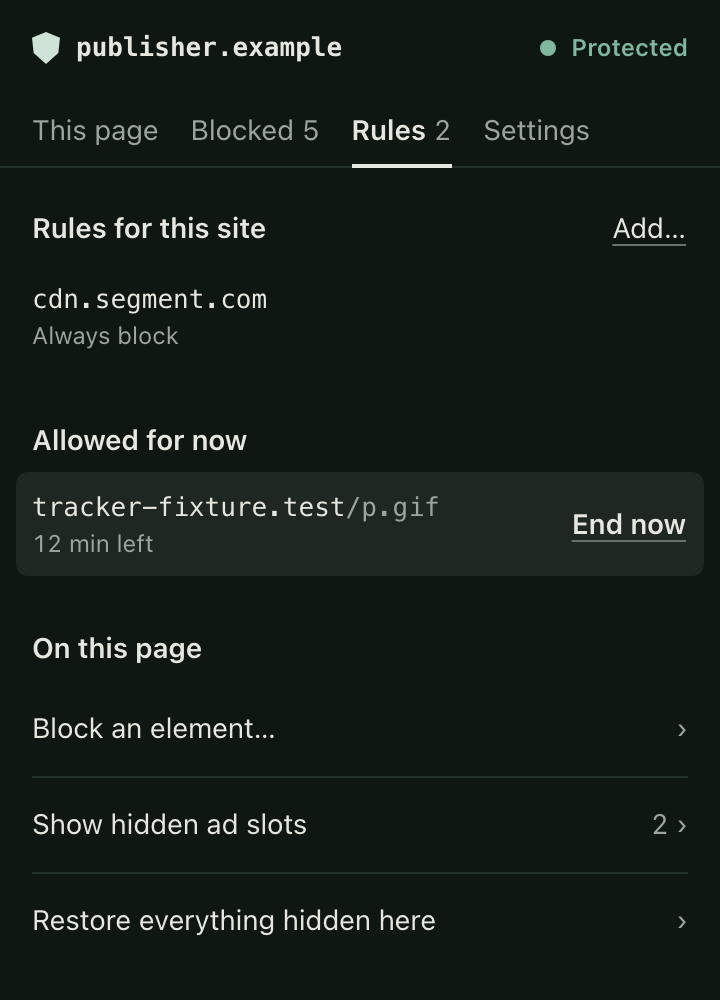 publisher.example
Protected
This page Blocked 5 Rules 2 Settings
Rules for this site Add…
cdn.segment.com
Always block
Allowed for now
tracker-fixture.test/p.gif
12 min left
End now
On this page
Block an element… ›
Show hidden ad slots 2 ›
Restore everything hidden here ›